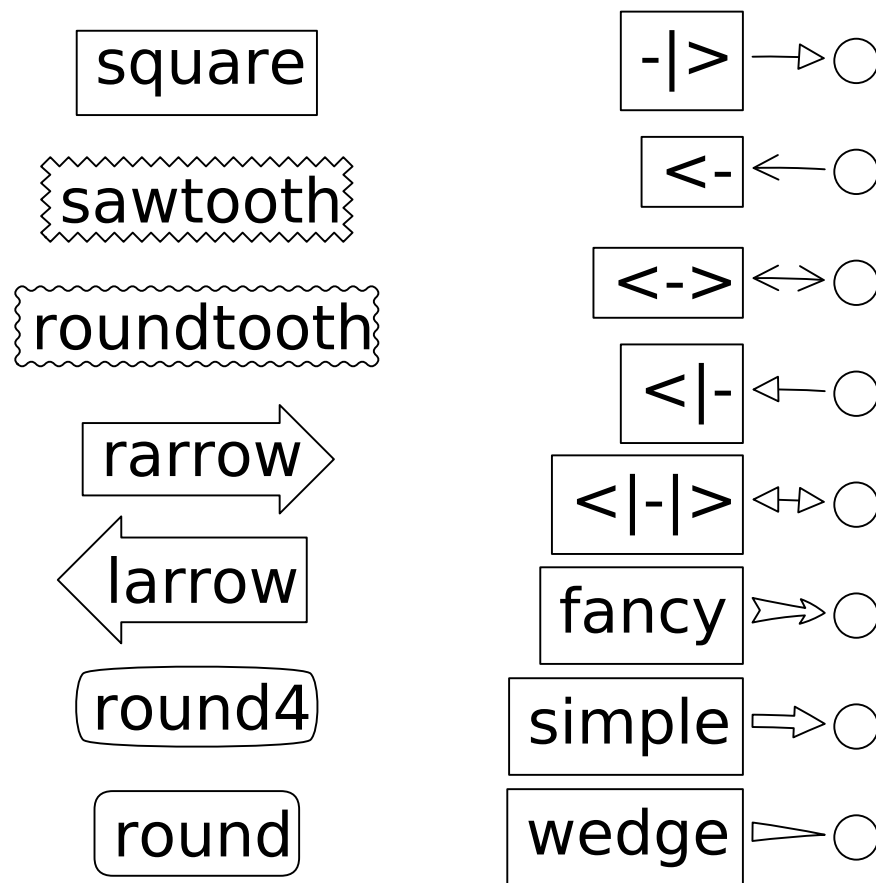 square
sawtooth
roundtooth
rarrow
larrow
round4
round
-|>
<-
<->
<|-
<|-|>
fancy
simple
wedge